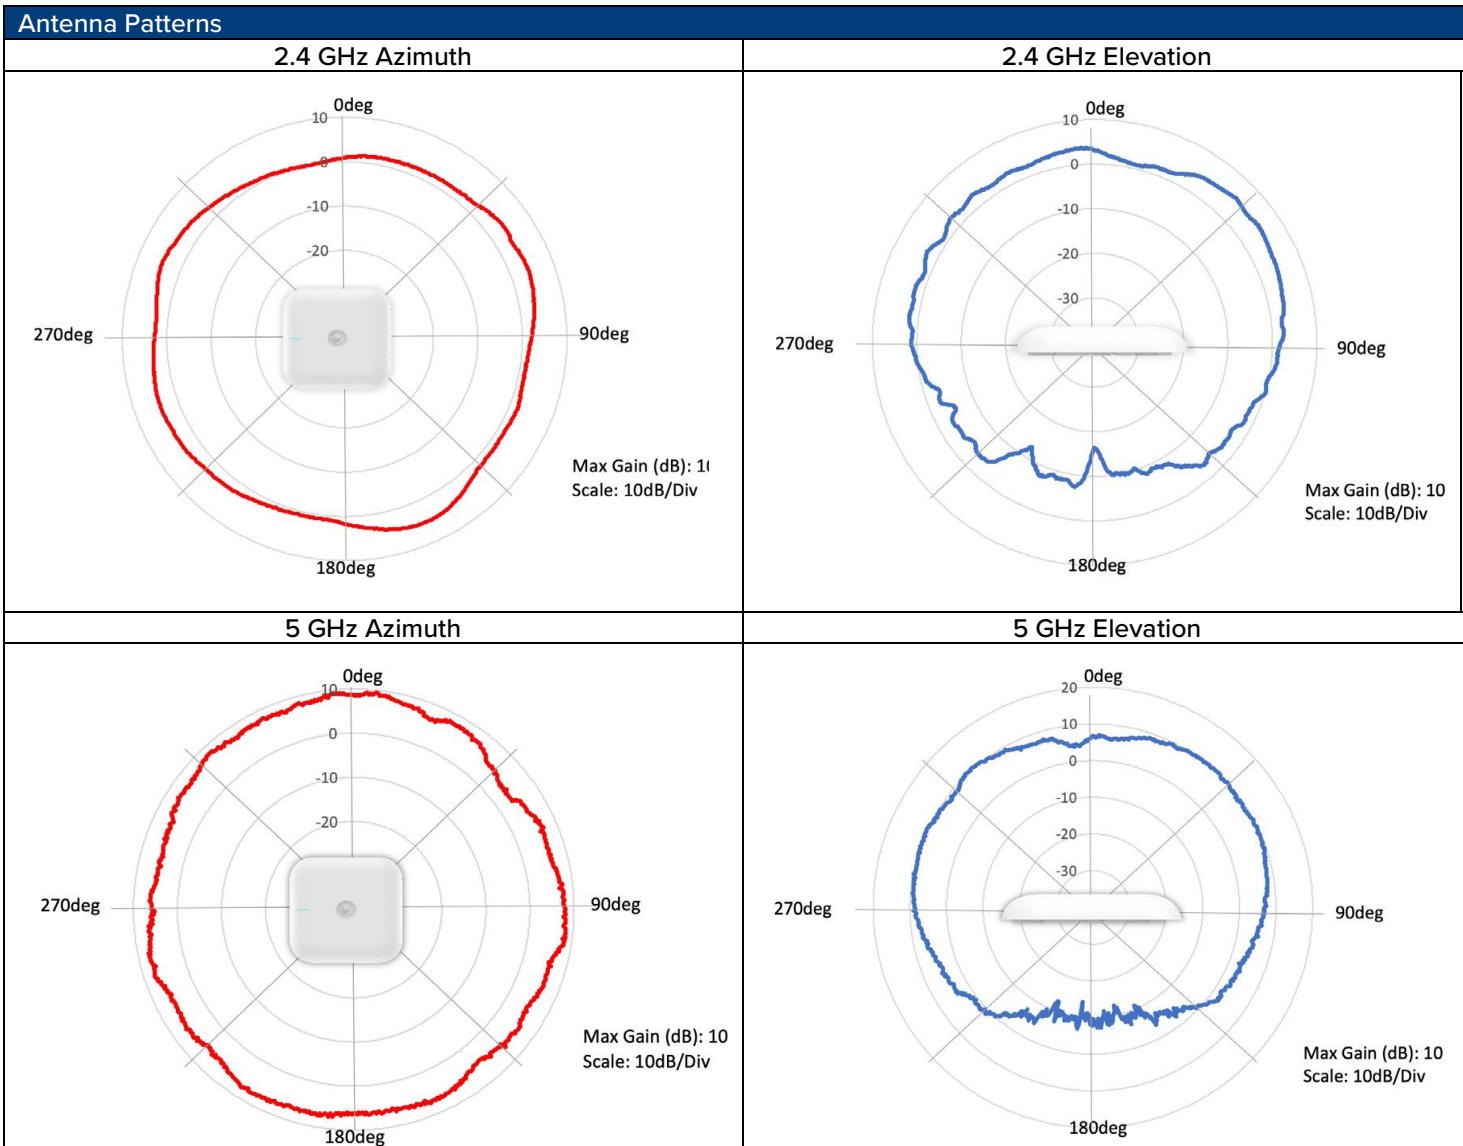 Antenna Patterns
2.4 GHz Azimuth
2.4 GHz Elevation
0deg
10
0
-10
-20
270deg
90deg
Max Gain (dB): 1
Scale: 10dB/Div
180deg
0deg
10
0
-10
-20
-30
270deg
90deg
Max Gain (dB): 10
Scale: 10dB/Div
180deg
5 GHz Azimuth
5 GHz Elevation
0deg
10
0
-10
-20
270deg
90deg
Max Gain (dB): 10
Scale: 10dB/Div
180deg
0deg
20
10
0
-10
-20
-30
270deg
90deg
Max Gain (dB): 10
Scale: 10dB/Div
180deg